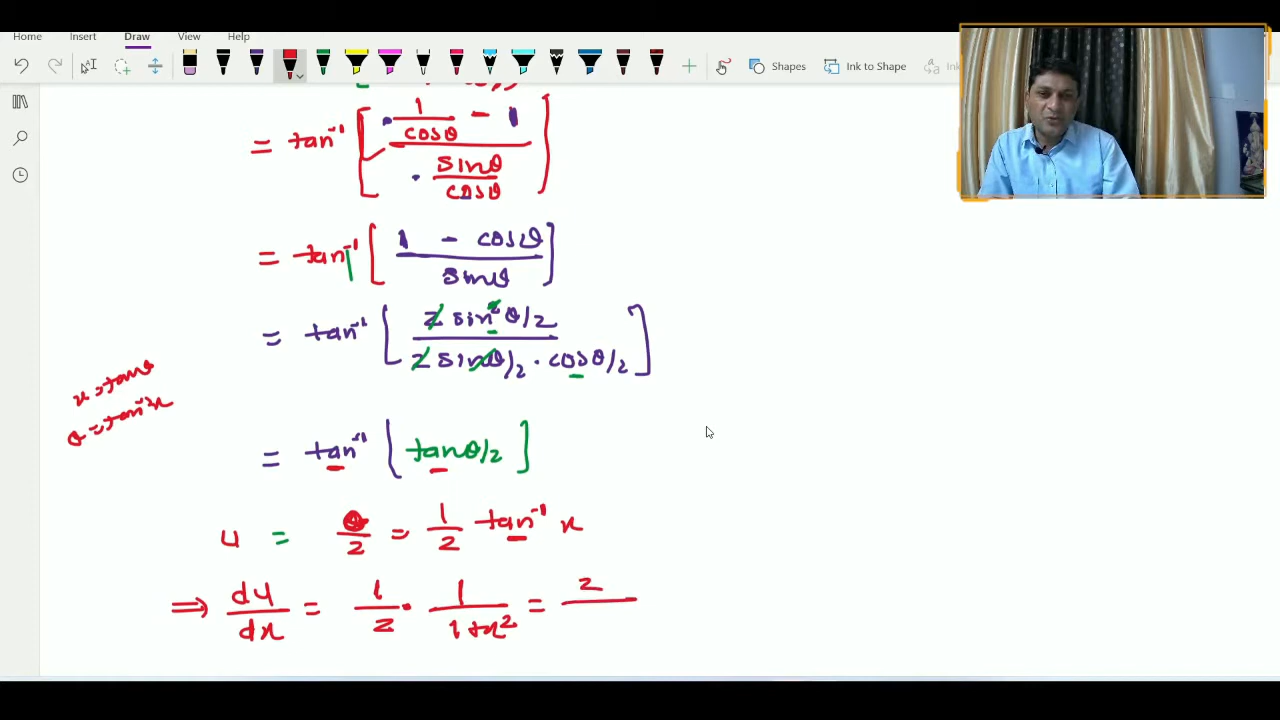 Home Insert Draw View Help
Shapes Ink to Shape Ink
= tan⁻¹ [ (1/cosθ − 1) / (sinθ/cosθ) ]
= tan⁻¹ [ (1 − cosθ) / sinθ ]
= tan⁻¹ [ 2 sin² θ/2 / 2 sinθ/2 · cosθ/2 ]
x = tanθ
θ = tan⁻¹x
= tan⁻¹ [ tanθ/2 ]
u = θ/2 = 1/2 tan⁻¹ x
⇒ du/dx = 1/2 · 1/1+x² = 2